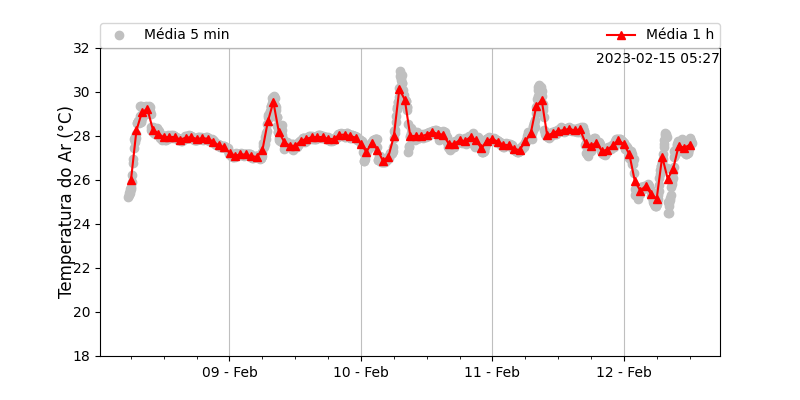 Média 5 min
Média 1 h
2023-02-15 05:27
Temperatura do Ar (°C)
32
30
28
26
24
22
20
18
09 - Feb
10 - Feb
11 - Feb
12 - Feb